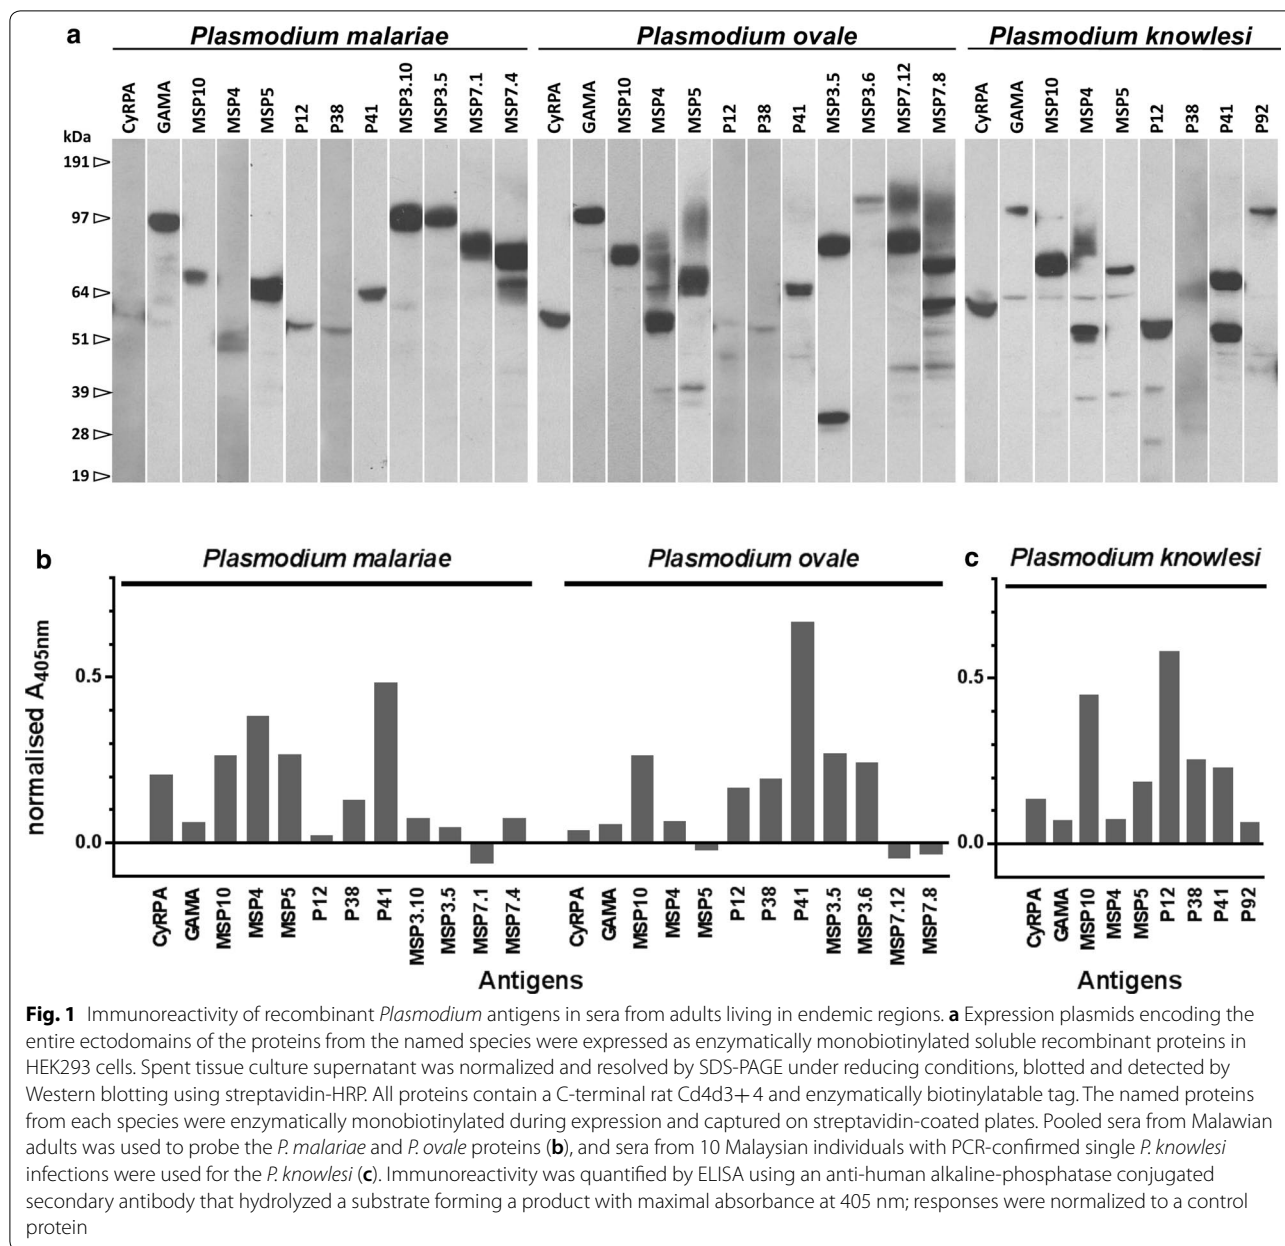 a
Plasmodium malariae Plasmodium ovale Plasmodium knowlesi
CyRPA GAMA MSP10 MSP4 MSP5 P12 P38 P41 MSP3.10 MSP3.5 MSP7.1 MSP7.4 CyRPA GAMA MSP10 MSP4 MSP5 P12 P38 P41 MSP3.5 MSP3.6 MSP7.12 MSP7.8 CyRPA GAMA MSP10 MSP4 MSP5 P12 P38 P41 P92
kDa
191
97
64
51
39
28
19
b Plasmodium malariae Plasmodium ovale c Plasmodium knowlesi
normalised A405nm
0.5 0.5
0.0 0.0
CyRPA GAMA MSP10 MSP4 MSP5 P12 P38 P41 MSP3.10 MSP3.5 MSP7.1 MSP7.4 CyRPA GAMA MSP10 MSP4 MSP5 P12 P38 P41 MSP3.5 MSP3.6 MSP7.12 MSP7.8 CyRPA GAMA MSP10 MSP4 MSP5 P12 P38 P41 P92
Antigens Antigens
Fig. 1 Immunoreactivity of recombinant Plasmodium antigens in sera from adults living in endemic regions. a Expression plasmids encoding the
entire ectodomains of the proteins from the named species were expressed as enzymatically monobiotinylated soluble recombinant proteins in
HEK293 cells. Spent tissue culture supernatant was normalized and resolved by SDS-PAGE under reducing conditions, blotted and detected by
Western blotting using streptavidin-HRP. All proteins contain a C-terminal rat Cd4d3+4 and enzymatically biotinylatable tag. The named proteins
from each species were enzymatically monobiotinylated during expression and captured on streptavidin-coated plates. Pooled sera from Malawian
adults was used to probe the P. malariae and P. ovale proteins (b), and sera from 10 Malaysian individuals with PCR-confirmed single P. knowlesi
infections were used for the P. knowlesi (c). Immunoreactivity was quantified by ELISA using an anti-human alkaline-phosphatase conjugated
secondary antibody that hydrolyzed a substrate forming a product with maximal absorbance at 405 nm; responses were normalized to a control
protein